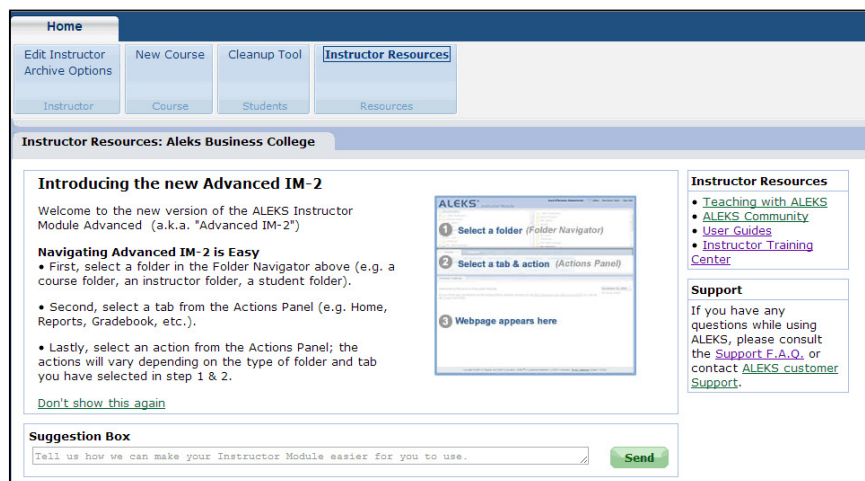 Home
Edit Instructor
Archive Options
Instructor
New Course
Course
Cleanup Tool
Students
Instructor Resources
Resources
Instructor Resources: Aleks Business College
Introducing the new Advanced IM-2
Welcome to the new version of the ALEKS Instructor
Module Advanced (a.k.a. "Advanced IM-2")
Navigating Advanced IM-2 is Easy
• First, select a folder in the Folder Navigator above (e.g. a
course folder, an instructor folder, a student folder).
• Second, select a tab from the Actions Panel (e.g. Home,
Reports, Gradebook, etc.).
• Lastly, select an action from the Actions Panel; the
actions will vary depending on the type of folder and tab
you have selected in step 1 & 2.
Don't show this again
ALEKS
1 Select a folder (Folder Navigator)
2 Select a tab & action (Actions Panel)
3 Webpage appears here
Suggestion Box
Tell us how we can make your Instructor Module easier for you to use.
Send
Instructor Resources
• Teaching with ALEKS
• ALEKS Community
• User Guides
• Instructor Training
Center
Support
If you have any
questions while using
ALEKS, please consult
the Support F.A.Q. or
contact ALEKS customer
Support.